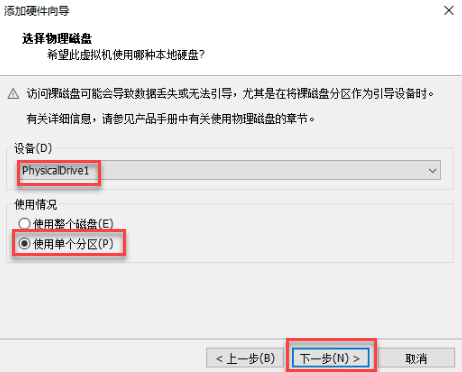 添加硬件向导
选择物理磁盘
希望此虚拟机使用哪种本地硬盘?
访问裸磁盘可能会导致数据丢失或无法引导，尤其是在将裸磁盘分区作为引导设备时。
有关详细信息，请参见产品手册中有关使用物理磁盘的章节。
设备(D)
PhysicalDrive1
使用情况
使用整个磁盘(E)
使用单个分区(P)
< 上一步(B) 下一步(N) > 取消